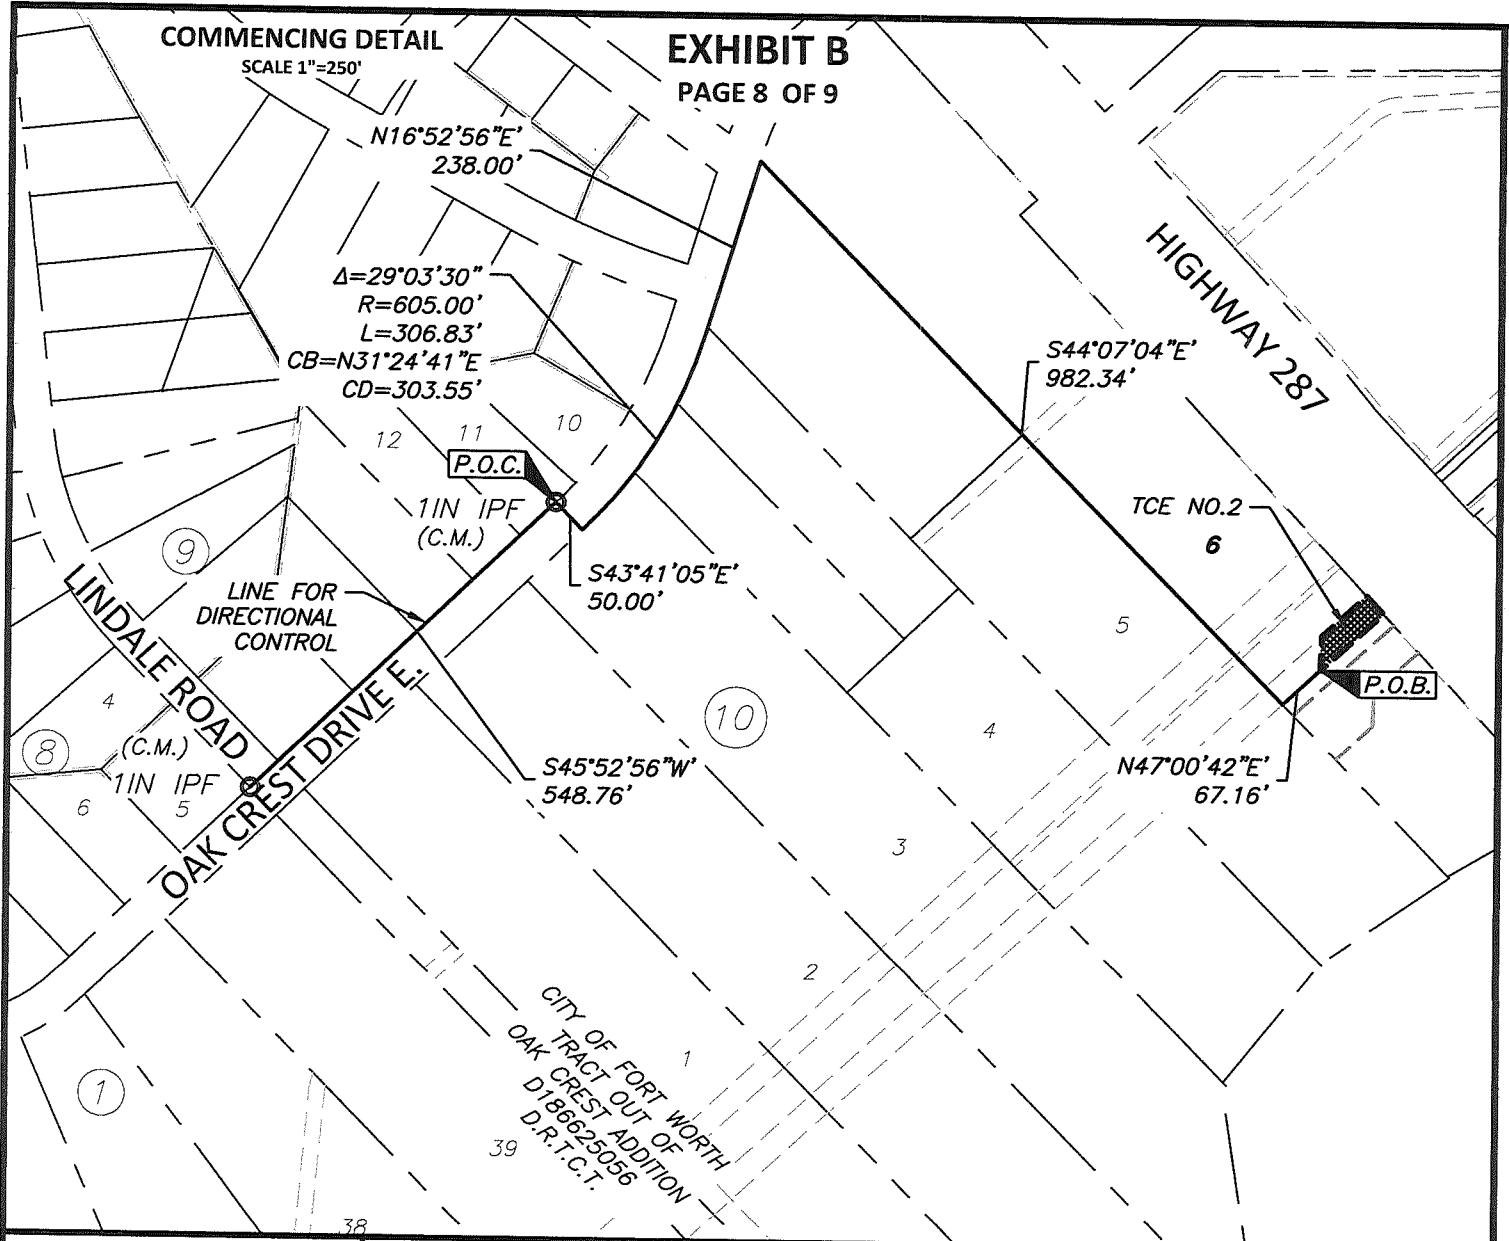 COMMENCING DETAIL
SCALE 1"=250'
EXHIBIT B
PAGE 8 OF 9
N16°52'56"E'
238.00'
Δ=29°03'30"
R=605.00'
L=306.83'
CB=N31°24'41"E
CD=303.55'
HIGHWAY 287
S44°07'04"E'
982.34'
12
11
10
P.O.C.
1IN IPF
(C.M.)
TCE NO.2
6
9
S43°41'05"E'
50.00'
LINE FOR
DIRECTIONAL
CONTROL
LINDALE ROAD
5
P.O.B.
4
10
4
8
(C.M.)
1IN IPF
S45°52'56"W'
548.76'
N47°00'42"E'
67.16'
6
5
OAK CREST DRIVE E.
3
2
CITY OF FORT WORTH
TRACT OUT OF
OAK CREST ADDITION
D186625056
D.R.T.C.T.
1
1
39
38